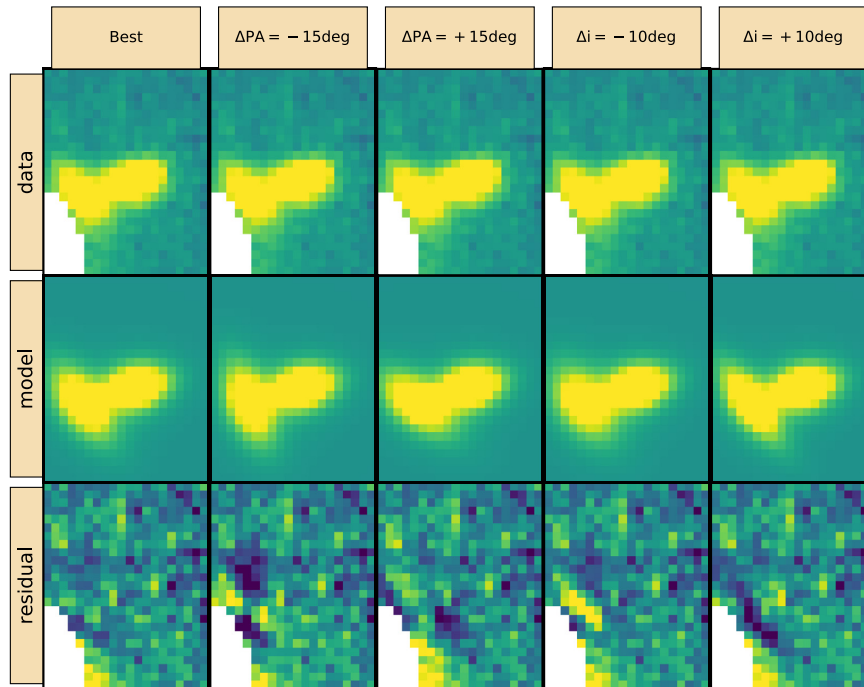 Best
ΔPA = − 15deg
ΔPA = + 15deg
Δi = − 10deg
Δi = + 10deg
data
model
residual